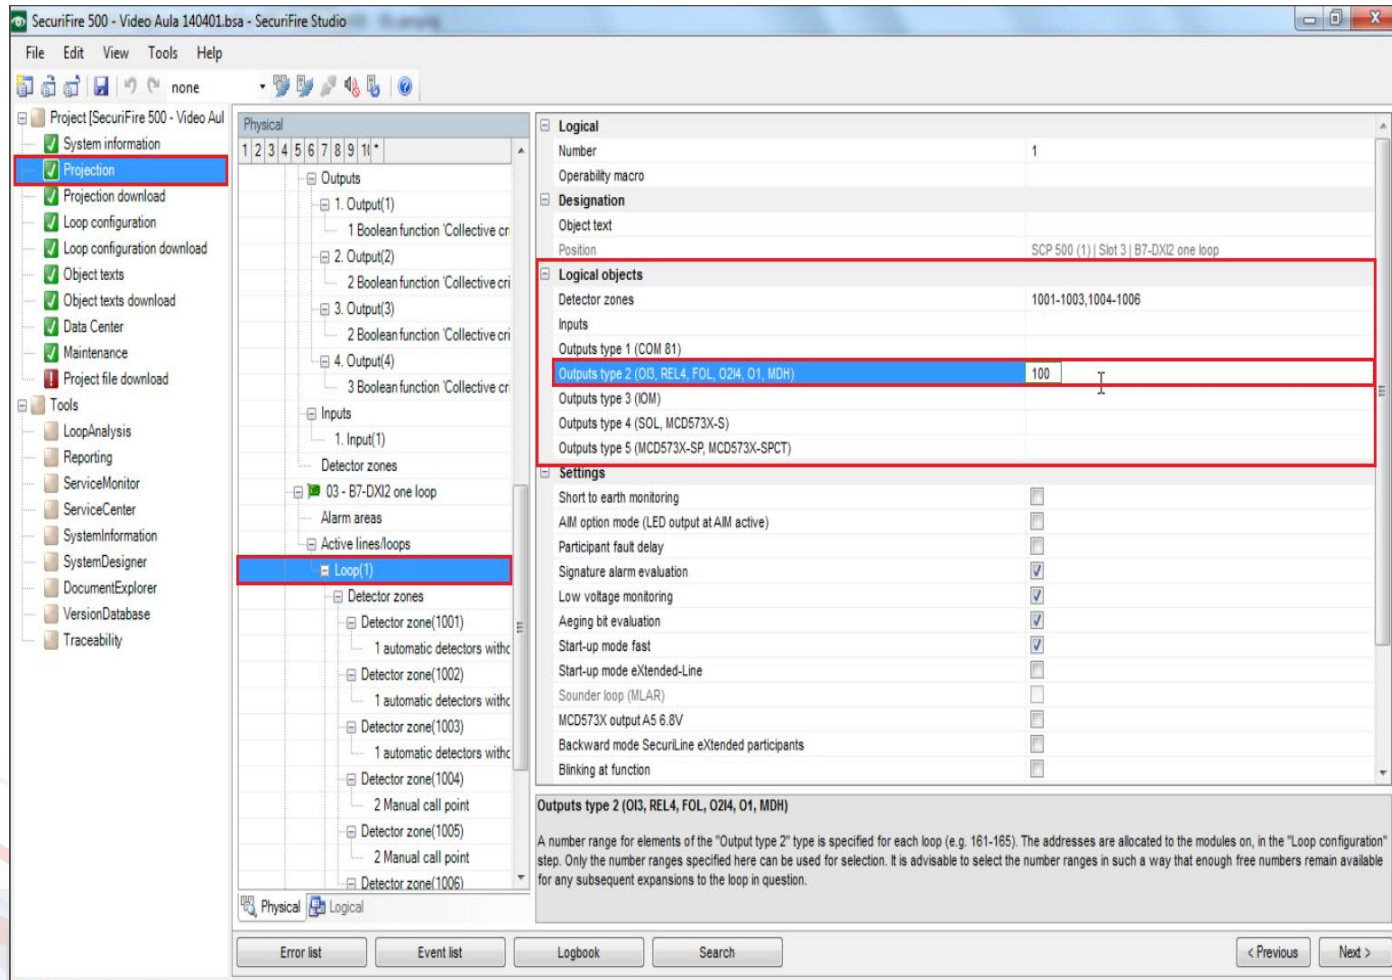 SecuriFire 500 - Video Aula 140401.bsa - SecuriFire Studio
File Edit View Tools Help
none
Project [SecuriFire 500 - Video Aul
System information
Projection
Projection download
Loop configuration
Loop configuration download
Object texts
Object texts download
Data Center
Maintenance
Project file download
Tools
LoopAnalysis
Reporting
ServiceMonitor
ServiceCenter
SystemInformation
SystemDesigner
DocumentExplorer
VersionDatabase
Traceability
Physical
1 2 3 4 5 6 7 8 9 1( *
Outputs
1. Output(1)
1 Boolean function 'Collective cri
2. Output(2)
2 Boolean function 'Collective cri
3. Output(3)
2 Boolean function 'Collective cri
4. Output(4)
3 Boolean function 'Collective cri
Inputs
1. Input(1)
Detector zones
03 - B7-DXI2 one loop
Alarm areas
Active lines/loops
Loop(1)
Detector zones
Detector zone(1001)
1 automatic detectors withc
Detector zone(1002)
1 automatic detectors withc
Detector zone(1003)
1 automatic detectors withc
Detector zone(1004)
2 Manual call point
Detector zone(1005)
2 Manual call point
Detector zone(1006)
Physical Logical
Logical
Number 1
Operability macro
Designation
Object text
Position SCP 500 (1) | Slot 3 | B7-DXI2 one loop
Logical objects
Detector zones 1001-1003,1004-1006
Inputs
Outputs type 1 (COM 81)
Outputs type 2 (OI3, REL4, FOL, O2I4, O1, MDH) 100
Outputs type 3 (IOM)
Outputs type 4 (SOL, MCD573X-S)
Outputs type 5 (MCD573X-SP, MCD573X-SPCT)
Settings
Short to earth monitoring
AIM option mode (LED output at AIM active)
Participant fault delay
Signature alarm evaluation
Low voltage monitoring
Aeging bit evaluation
Start-up mode fast
Start-up mode eXtended-Line
Sounder loop (MLAR)
MCD573X output A5 6.8V
Backward mode SecuriLine eXtended participants
Blinking at function
Outputs type 2 (OI3, REL4, FOL, O2I4, O1, MDH)
A number range for elements of the "Output type 2" type is specified for each loop (e.g. 161-165). The addresses are allocated to the modules on, in the "Loop configuration"
step. Only the number ranges specified here can be used for selection. It is advisable to select the number ranges in such a way that enough free numbers remain available
for any subsequent expansions to the loop in question.
Error list Event list Logbook Search < Previous Next >